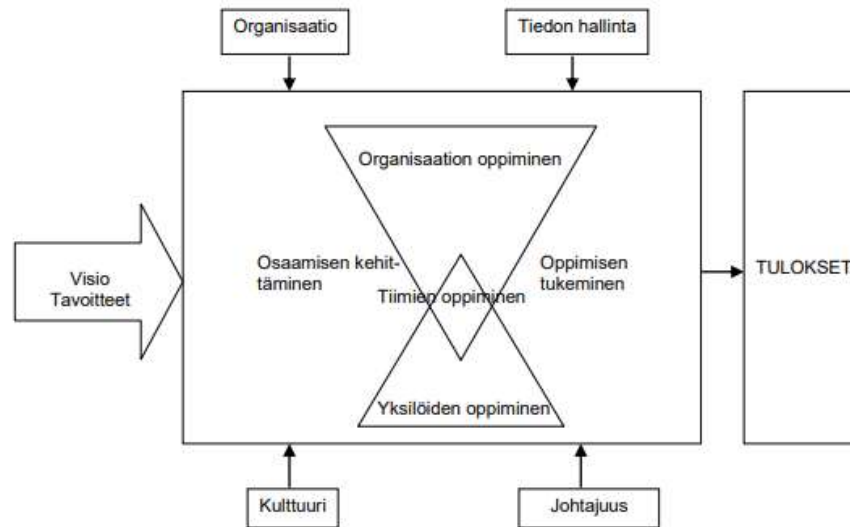 Organisaatio
Tiedon hallinta
Organisaation oppiminen
Osaamisen kehit-
täminen
Oppimisen
tukeminen
Visio
Tavoitteet
Tiimien oppiminen
TULOKSET
Yksilöiden oppiminen
Kulttuuri
Johtajuus